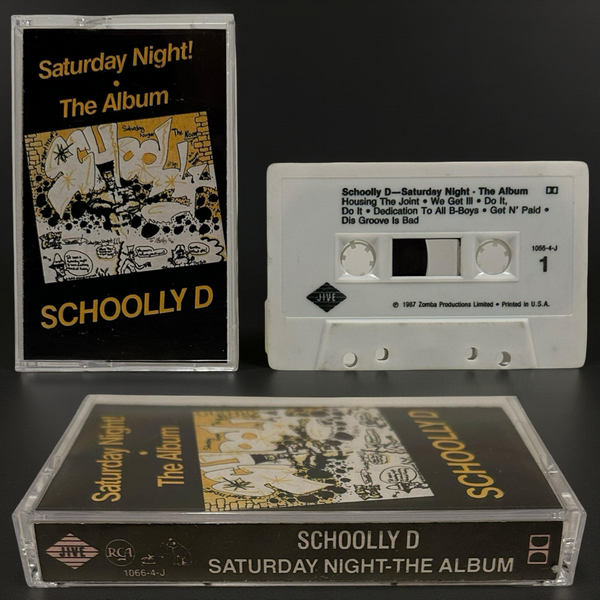 Saturday Night!
•
The Album
SCHOOL
SCHOOLLY D
Schoolly D—Saturday Night · The Album
Housing The Joint • We Get Ill • Do It,
Do It • Dedication To All B-Boys • Get N' Paid •
Dis Groove Is Bad
1066-4-J
1
JIVE
℗ 1987 Zomba Productions Limited • Printed in U.S.A.
Saturday Night!
•
The Album
SCHOOLLY D
JIVE
RCA
1066-4-J
SCHOOLLY D
SATURDAY NIGHT-THE ALBUM